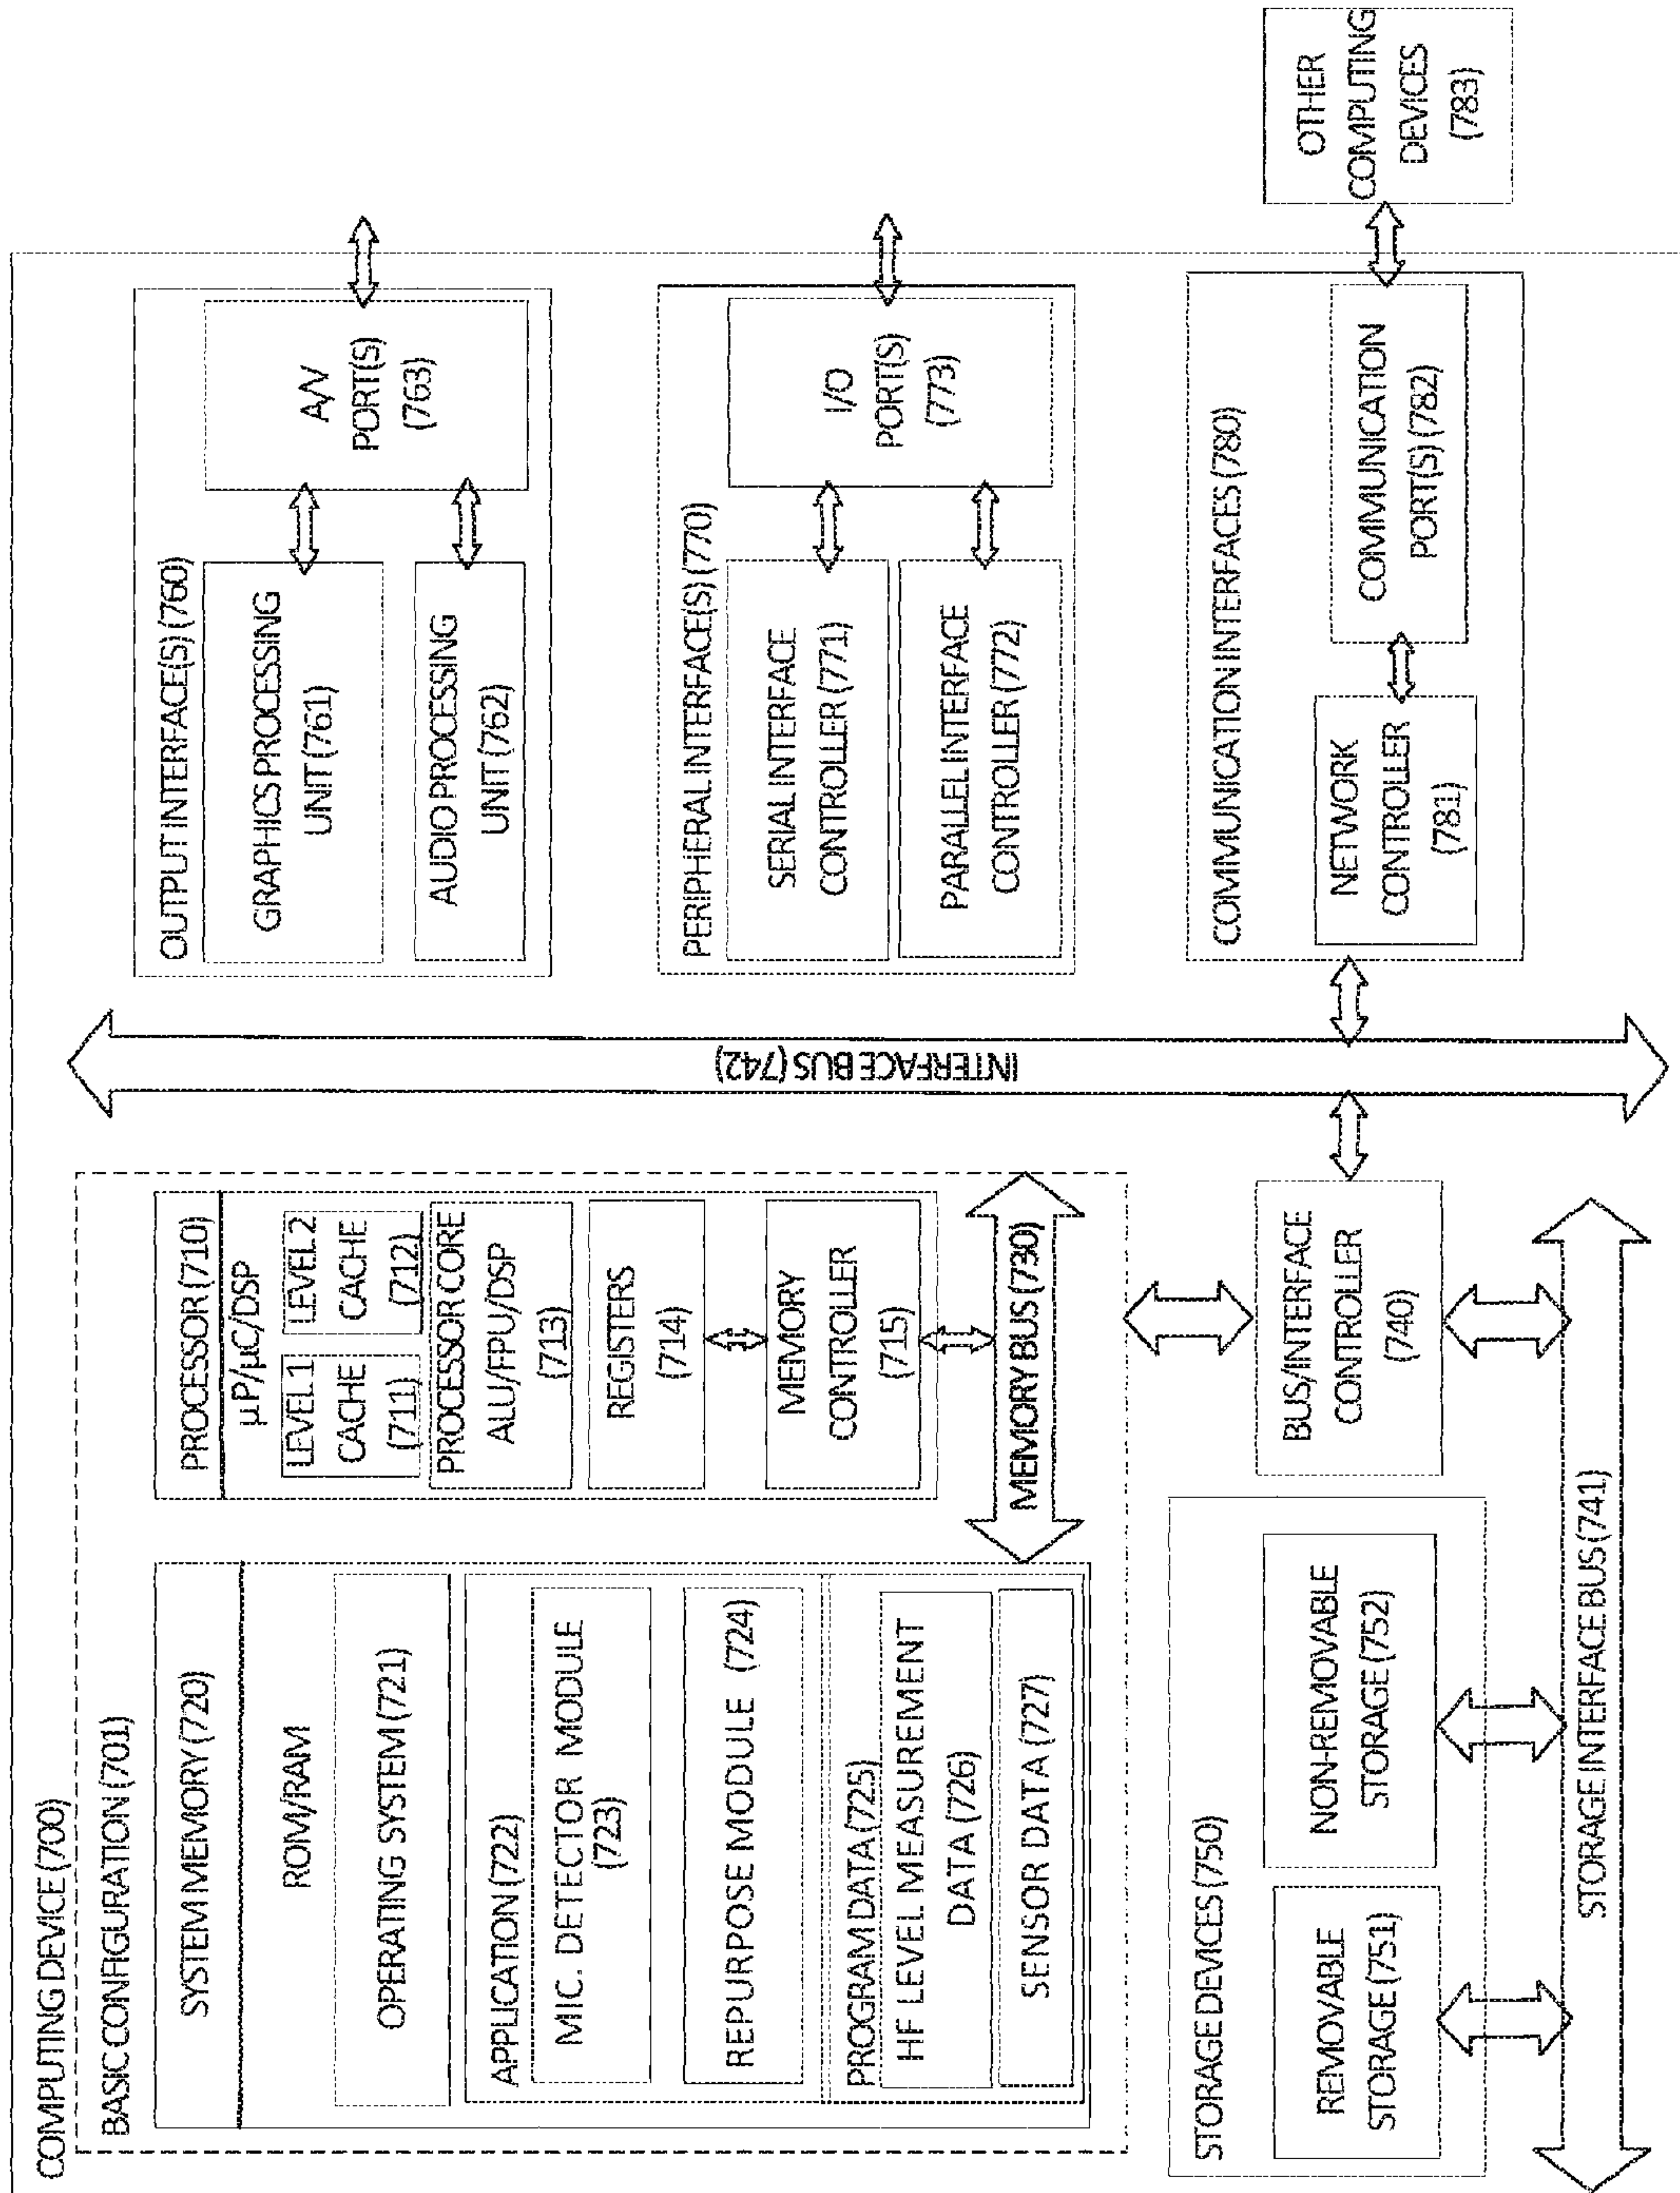 COMPUTING DEVICE (700)
BASIC CONFIGURATION (701)
SYSTEM MEMORY (720)
ROM/RAM
OPERATING SYSTEM (721)
APPLICATION (722)
MIC. DETECTOR MODULE
(723)
REPURPOSE MODULE (724)
PROGRAM DATA (725)
HF LEVEL MEASUREMENT
DATA (726)
SENSOR DATA (727)
PROCESSOR (710)
µP/µC/DSP
LEVEL 1
CACHE
(711)
LEVEL 2
CACHE
(712)
PROCESSOR CORE
ALU/FPU/DSP
(713)
REGISTERS
(714)
MEMORY
CONTROLLER
(715)
MEMORY BUS (730)
BUS/INTERFACE
CONTROLLER
(740)
STORAGE DEVICES (750)
REMOVABLE
STORAGE (751)
NON-REMOVABLE
STORAGE (752)
STORAGE INTERFACE BUS (741)
INTERFACE BUS (742)
OUTPUT INTERFACE(S) (760)
GRAPHICS PROCESSING
UNIT (761)
AUDIO PROCESSING
UNIT (762)
A/V
PORT(S)
(763)
PERIPHERAL INTERFACE(S) (770)
SERIAL INTERFACE
CONTROLLER (771)
PARALLEL INTERFACE
CONTROLLER (772)
I/O
PORT(S)
(773)
COMMUNICATION INTERFACES (780)
NETWORK
CONTROLLER
(781)
COMMUNICATION
PORT(S) (782)
OTHER
COMPUTING
DEVICES
(783)